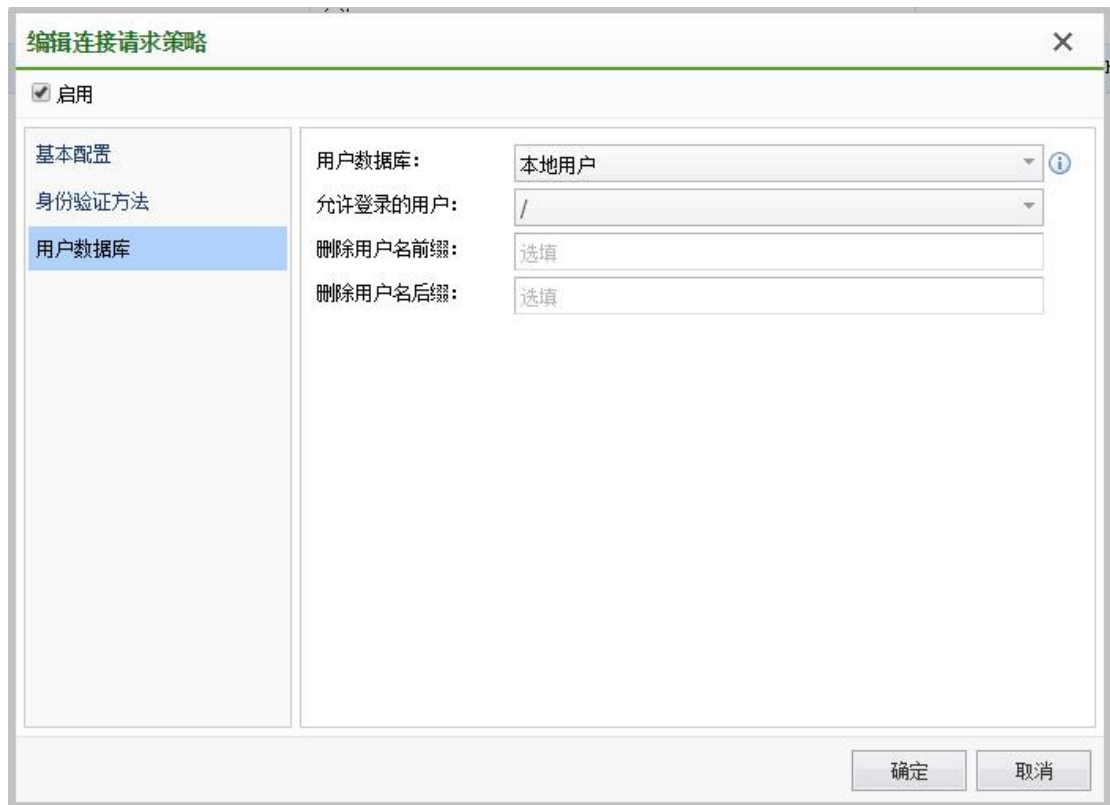 编辑连接请求策略
启用
基本配置
身份验证方法
用户数据库
用户数据库：
本地用户
允许登录的用户：
/
删除用户名前缀：
选填
删除用户名后缀：
选填
确定
取消